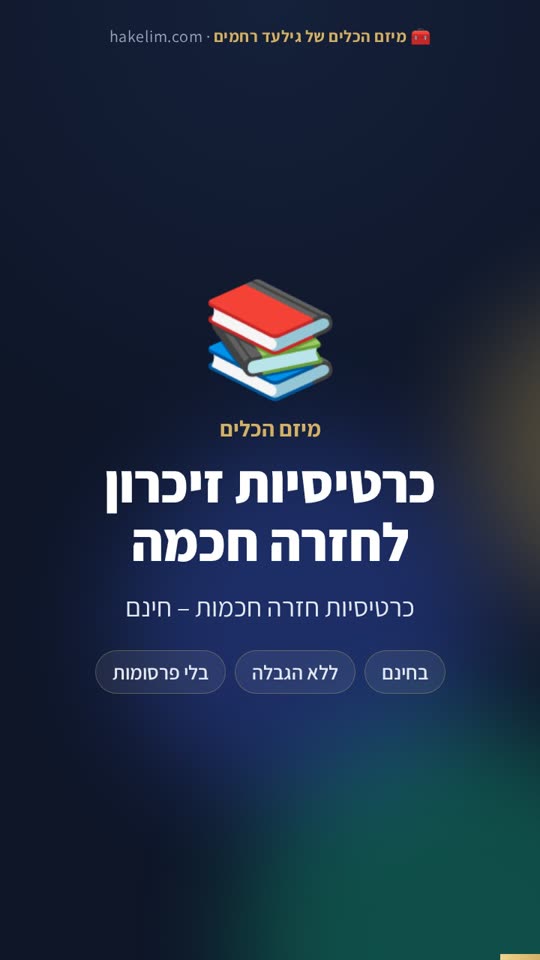 🧰 מיזם הכלים של גילעד רחמים · hakelim.com
מיזם הכלים
כרטיסיות זיכרון
לחזרה חכמה
כרטיסיות חזרה חכמות – חינם
בחינם
ללא הגבלה
בלי פרסומות